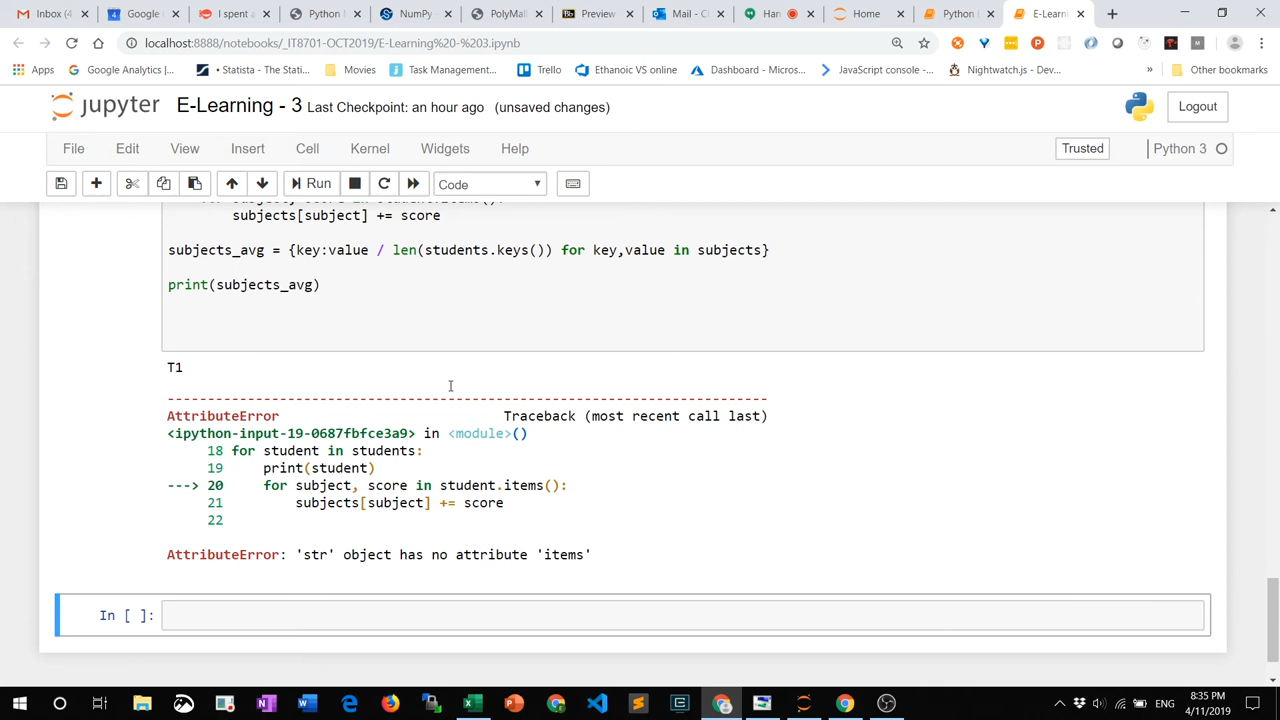 Inbox (4
Google
I spent a
Python N
NumPy
PolyMall
Preview
Mail - C
Han
Home
Python
E-Learni
localhost:8888/notebooks/_IT8701-OCT2019/E-Learning%20-%203.ipynb
Apps
Google Analytics |...
• Statista - The Stati...
Movies
Task Management...
Trello
Ethanoic VS online
Dashboard - Micros...
JavaScript console -...
Nightwatch.js - Dev...
»
Other bookmarks
jupyter
E-Learning - 3 Last Checkpoint: an hour ago (unsaved changes)
Logout
File
Edit
View
Insert
Cell
Kernel
Widgets
Help
Trusted
Python 3
Run
Code
subjects[subject] += score
subjects_avg = {key:value / len(students.keys()) for key,value in subjects}
print(subjects_avg)
T1
---------------------------------------------------------------------------
AttributeError Traceback (most recent call last)
<ipython-input-19-0687fbfce3a9> in <module>()
18 for student in students:
19 print(student)
---> 20 for subject, score in student.items():
21 subjects[subject] += score
22
AttributeError: 'str' object has no attribute 'items'
In [ ]:
ENG
8:35 PM
4/11/2019